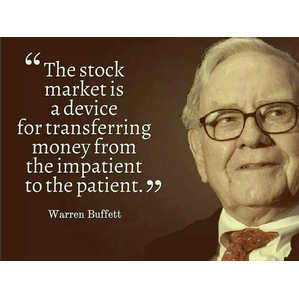 “The stock
market is
a device
for transferring
money from
the impatient
to the patient.”
Warren Buffett